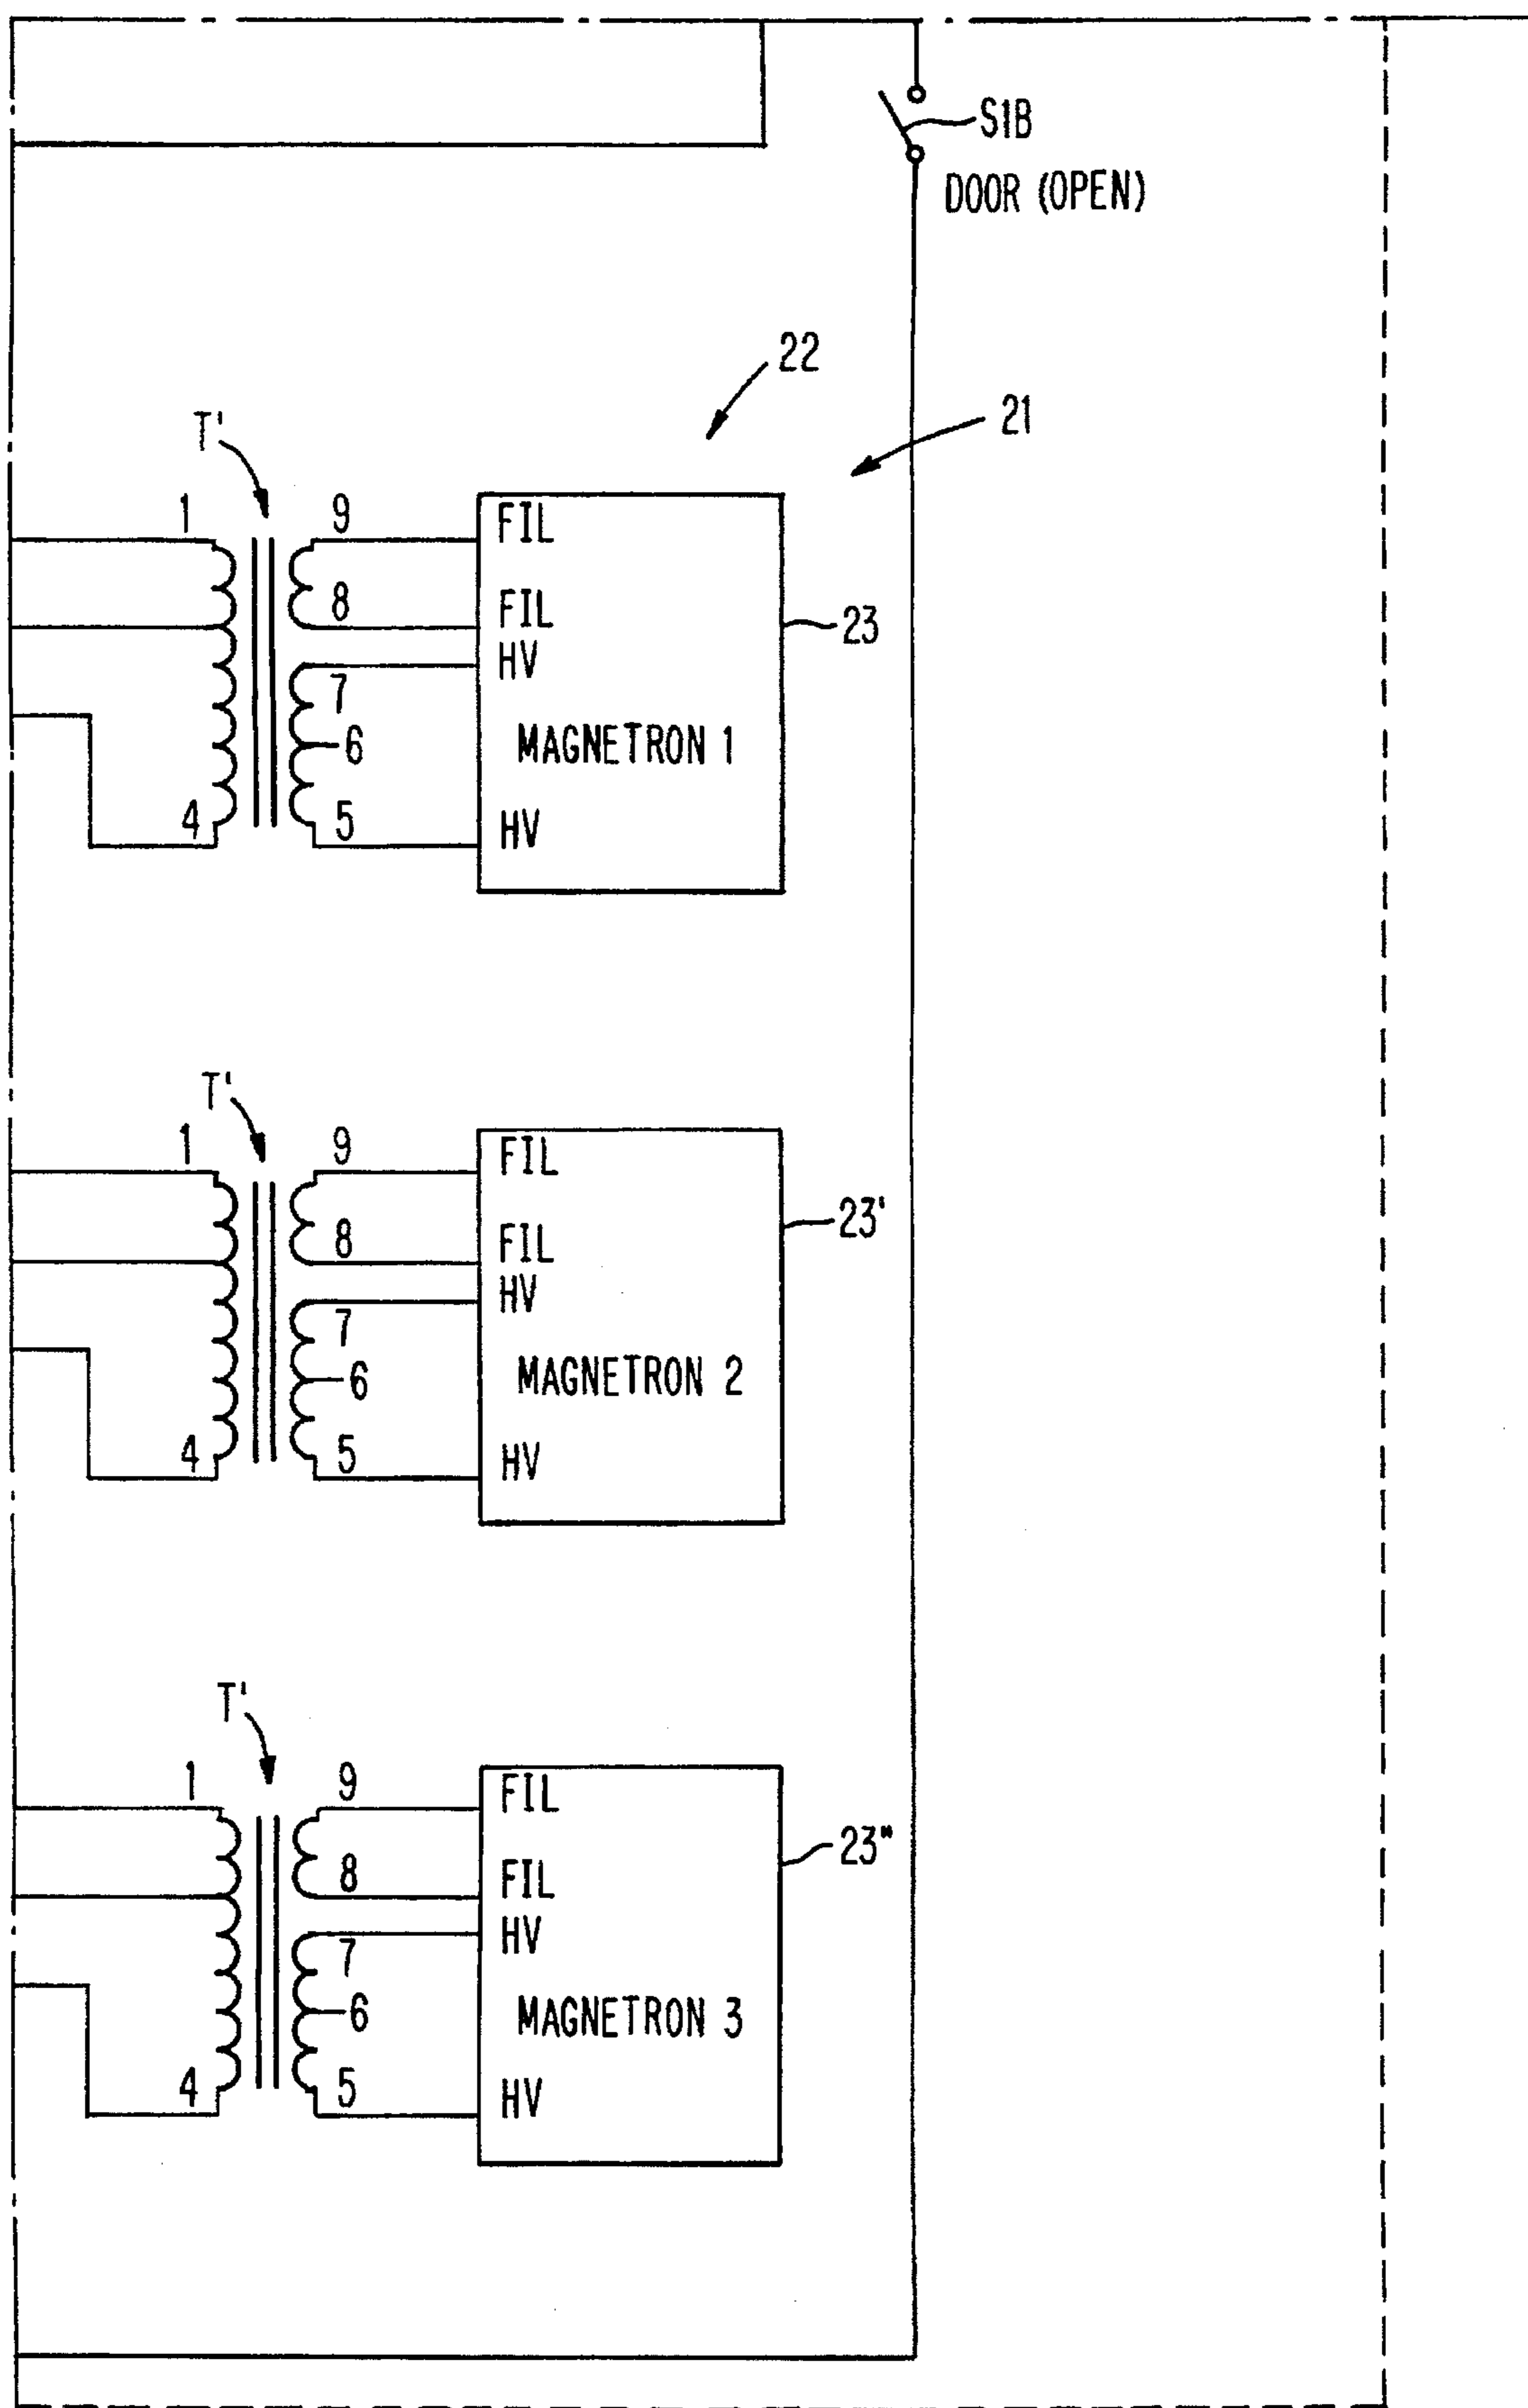 S1B
DOOR (OPEN)
22
21
T'
1
9
FIL
8
FIL
23
HV
7
6
MAGNETRON 1
4
5
HV
T'
1
9
FIL
8
FIL
23'
HV
7
6
MAGNETRON 2
4
5
HV
T'
1
9
FIL
23"
8
FIL
HV
7
6
MAGNETRON 3
4
5
HV